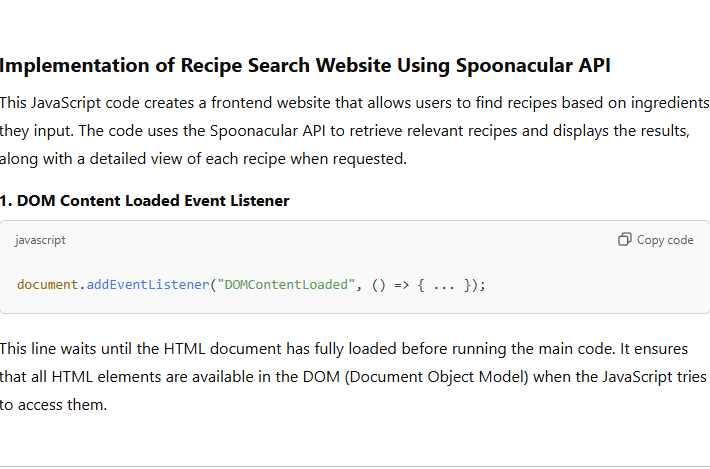 Implementation of Recipe Search Website Using Spoonacular API
This JavaScript code creates a frontend website that allows users to find recipes based on ingredients
they input. The code uses the Spoonacular API to retrieve relevant recipes and displays the results,
along with a detailed view of each recipe when requested.
1. DOM Content Loaded Event Listener
javascript Copy code
document.addEventListener("DOMContentLoaded", () => { ... });
This line waits until the HTML document has fully loaded before running the main code. It ensures
that all HTML elements are available in the DOM (Document Object Model) when the JavaScript tries
to access them.